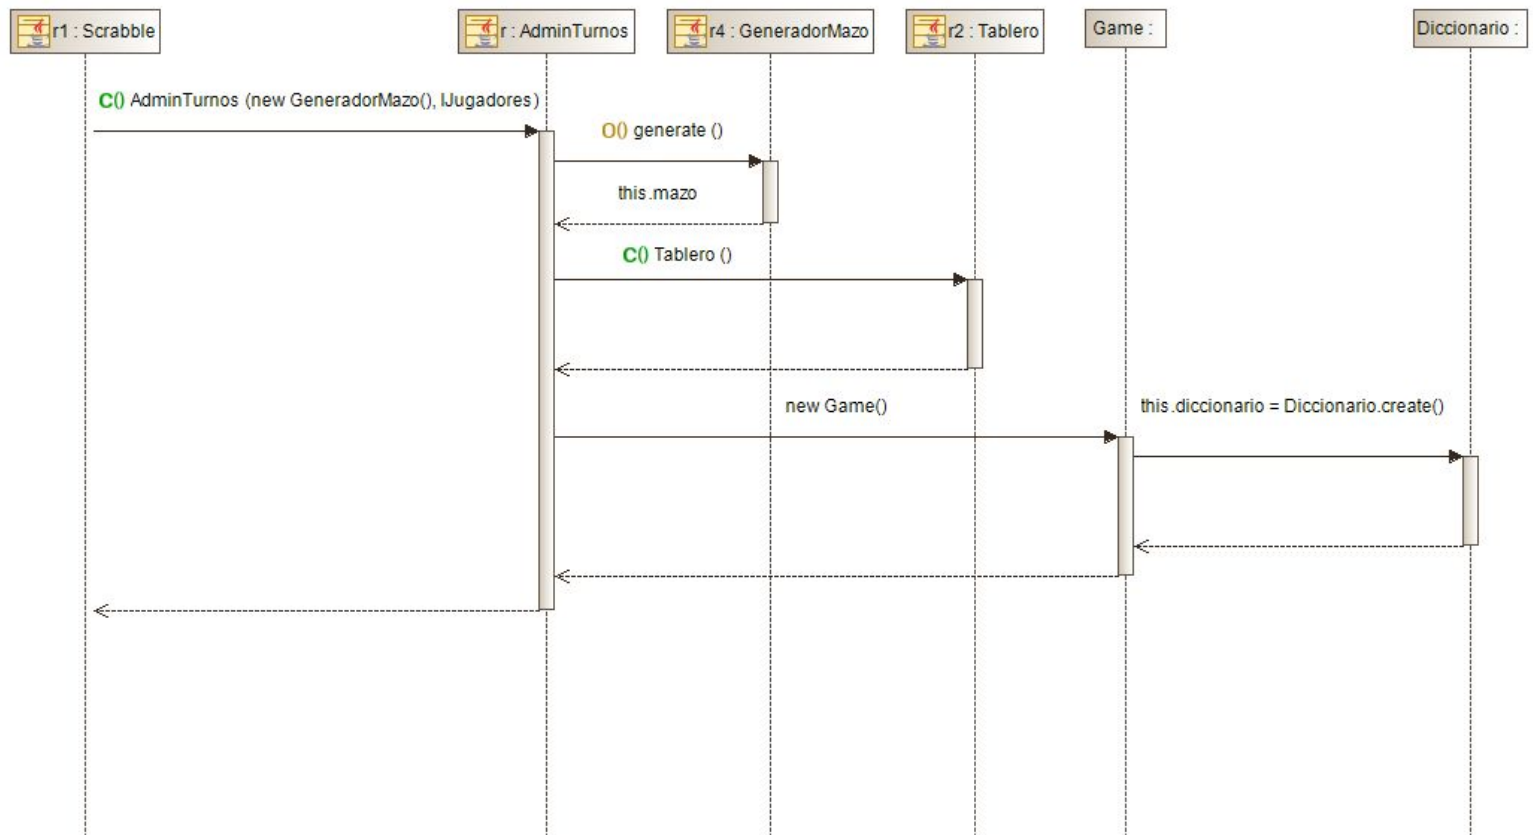 r1 : Scrabble
r : AdminTurnos
r4 : GeneradorMazo
r2 : Tablero
Game :
Diccionario :
C() AdminTurnos (new GeneradorMazo(), lJugadores)
O() generate ()
this.mazo
C() Tablero ()
new Game()
this.diccionario = Diccionario.create()